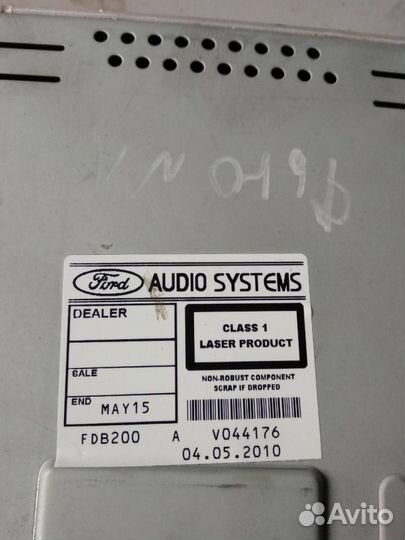 Ford AUDIO SYSTEMS
DEALER
CLASS 1
LASER PRODUCT
SALE
NON-ROBUST COMPONENT
SCRAP IF DROPPED
END MAY15
FDB200 A V044176
04.05.2010
Avito